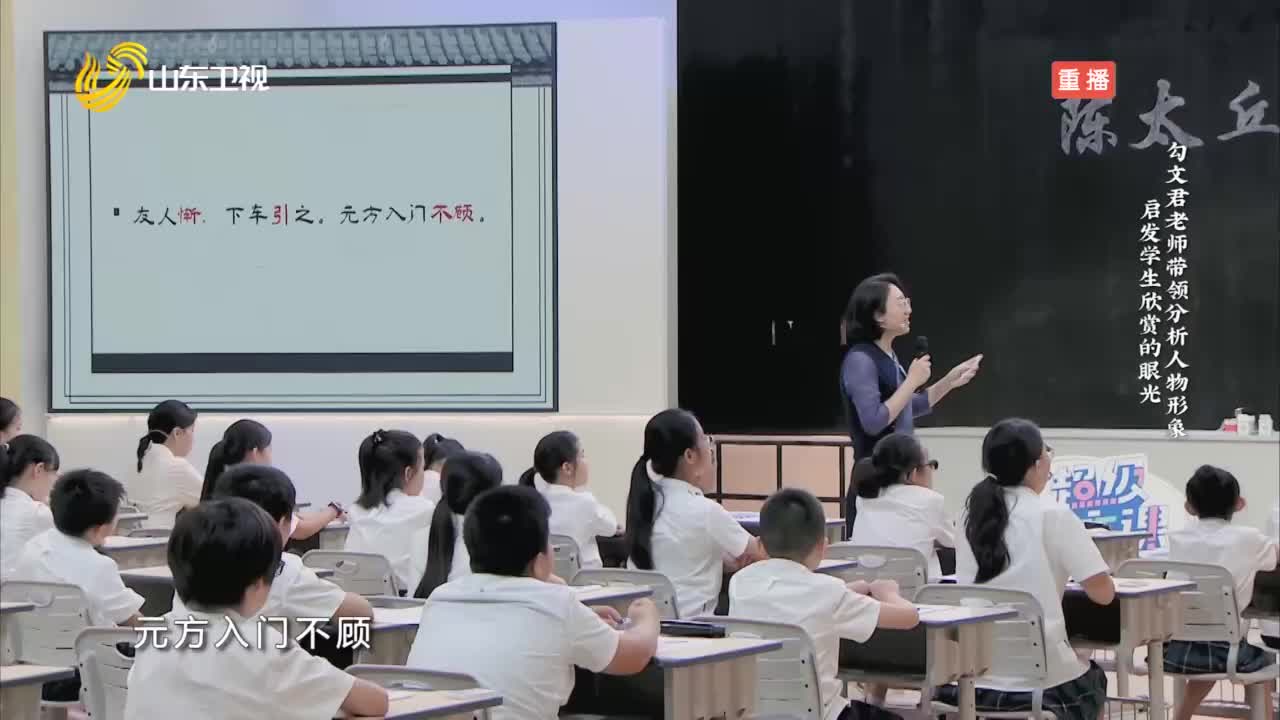 山东卫视
重播
友人惭，下车引之。元方入门不顾。
陈太丘
勾文君老师带领分析人物形象
启发学生欣赏的眼光
超级
元方入门不顾